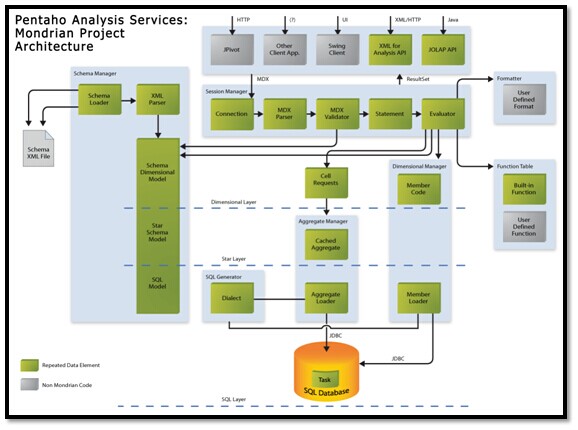 Pentaho Analysis Services:
Mondrian Project
Architecture
HTTP
(?)
UI
XML/HTTP
Java
JPivot
Other
Client App.
Swing
Client
XML for
Analysis API
JOLAP API
MDX
ResultSet
Schema Manager
Schema
Loader
XML
Parser
Schema
XML File
Schema
Dimensional
Model
Star
Schema
Model
SQL
Model
Session Manager
Connection
MDX
Parser
MDX
Validator
Statement
Evaluator
Formatter
User
Defined
Format
Cell
Requests
Dimensional Manager
Member
Code
Function Table
Built-in
Function
User
Defined
Function
Dimensional Layer
Aggregate Manager
Cached
Aggregate
Star Layer
SQL Generator
Dialect
Aggregate
Loader
Member
Loader
JDBC
JDBC
Task
SQL Database
Repeated Data Element
Non Mondrian Code
SQL Layer